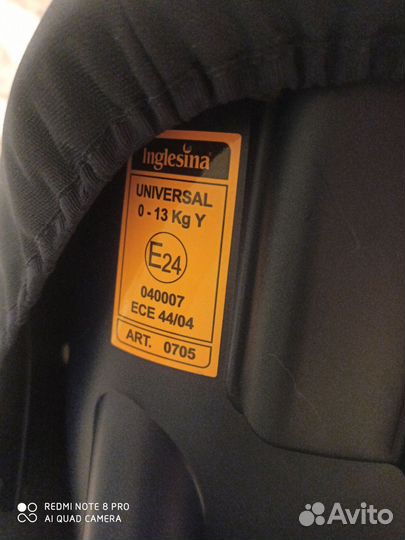 Inglesina
UNIVERSAL
0 - 13 Kg Y
E24
040007
ECE 44/04
ART. 0705
REDMI NOTE 8 PRO
AI QUAD CAMERA
Avito